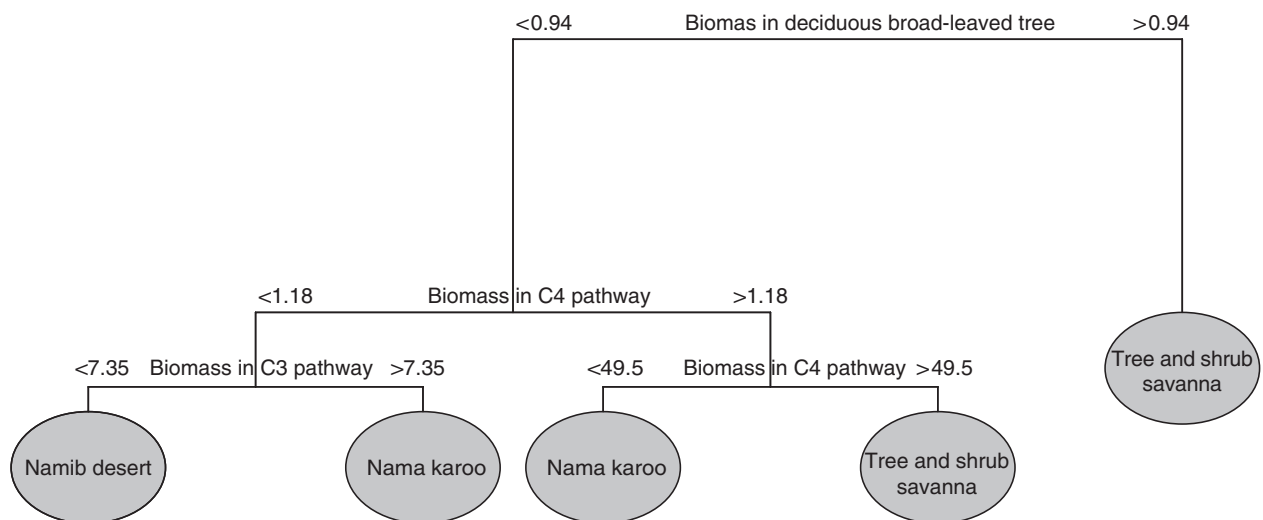 <0.94 Biomas in deciduous broad-leaved tree >0.94
<1.18 Biomass in C4 pathway >1.18
<7.35 Biomass in C3 pathway >7.35 <49.5 Biomass in C4 pathway >49.5
Tree and shrub
savanna
Namib desert
Nama karoo
Nama karoo
Tree and shrub
savanna